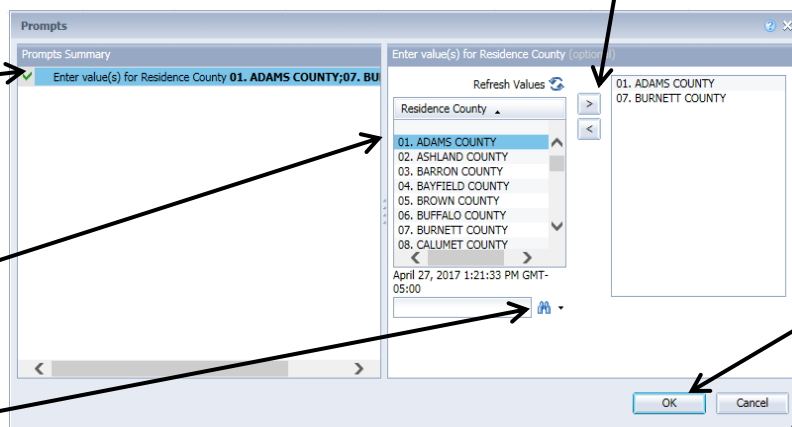 Prompts
Prompts Summary
Enter value(s) for Residence County 01. ADAMS COUNTY;07. BU
Enter value(s) for Residence County (optional)
Refresh Values
Residence County
01. ADAMS COUNTY
02. ASHLAND COUNTY
03. BARRON COUNTY
04. BAYFIELD COUNTY
05. BROWN COUNTY
06. BUFFALO COUNTY
07. BURNETT COUNTY
08. CALUMET COUNTY
April 27, 2017 1:21:33 PM GMT-
05:00
>
<
01. ADAMS COUNTY
07. BURNETT COUNTY
OK
Cancel